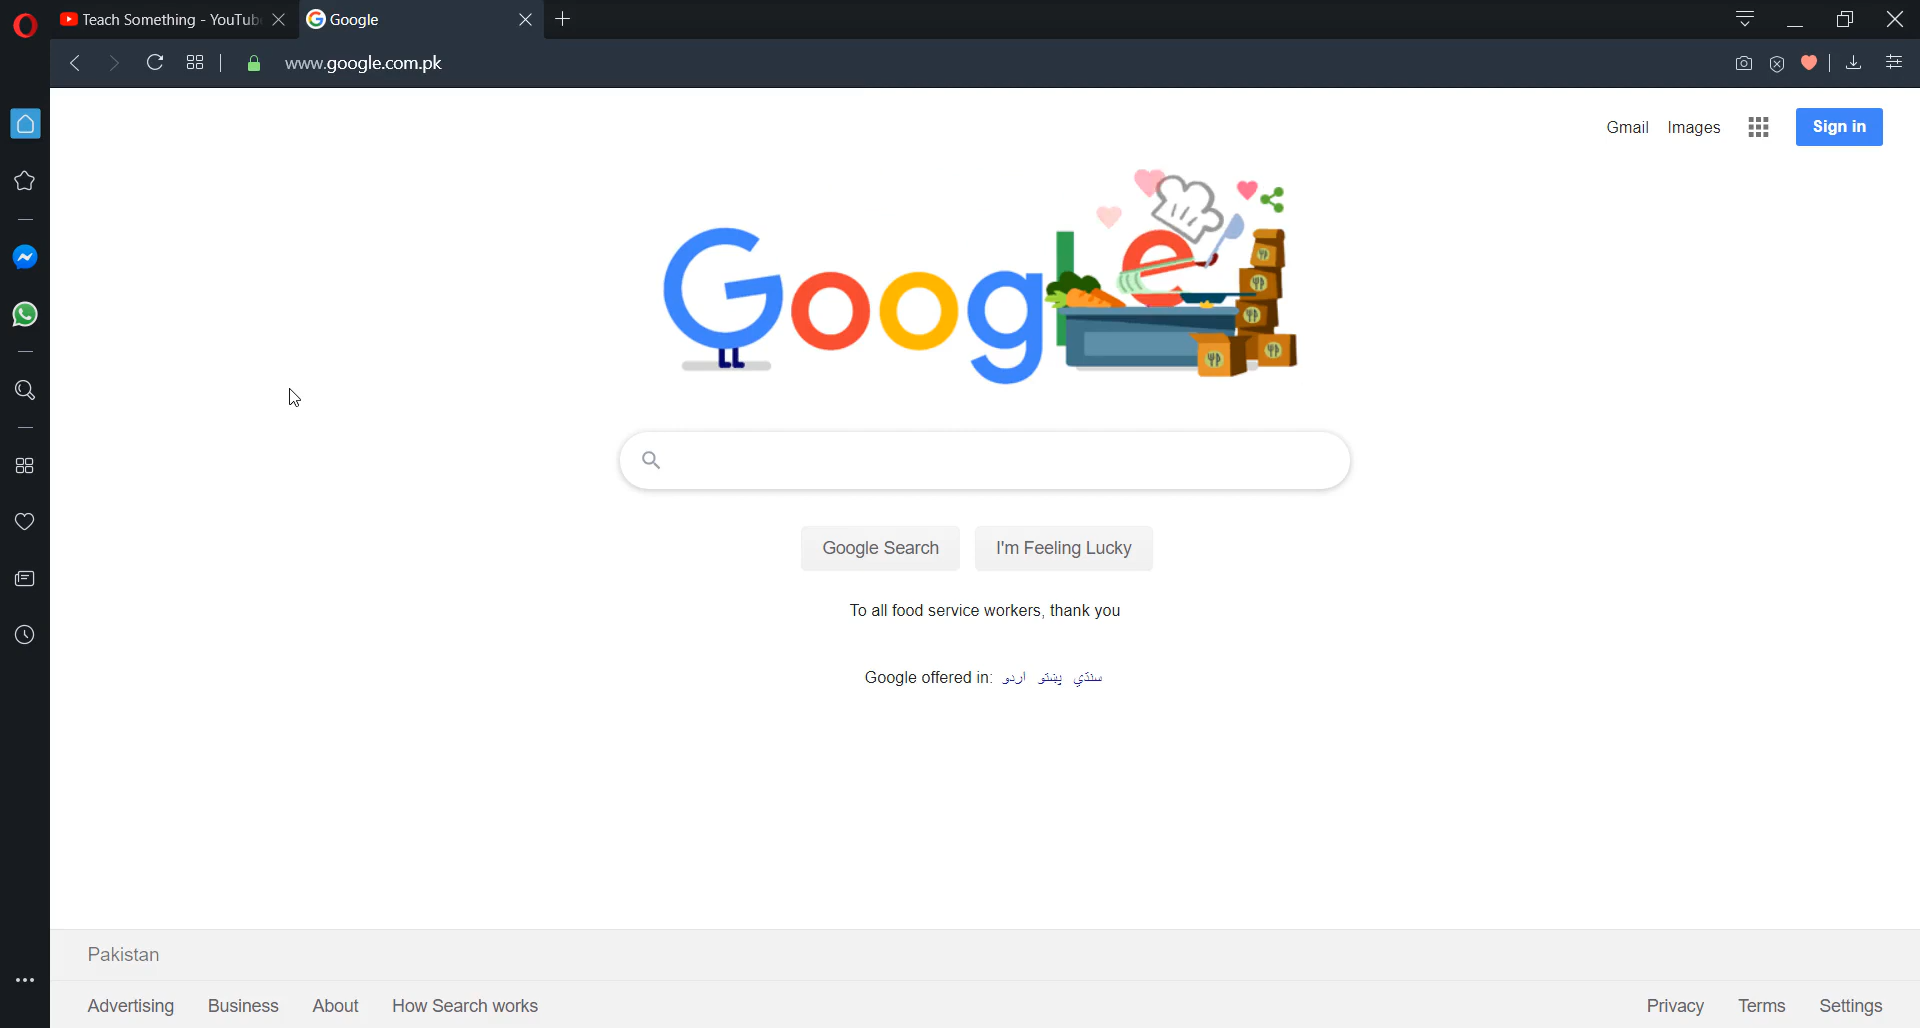 Teach Something - YouTub
Google
www.google.com.pk
Gmail Images Sign in
Google
Google Search I'm Feeling Lucky
To all food service workers, thank you
Google offered in: اردو پښتو سنڌي
Pakistan
Advertising Business About How Search works Privacy Terms Settings